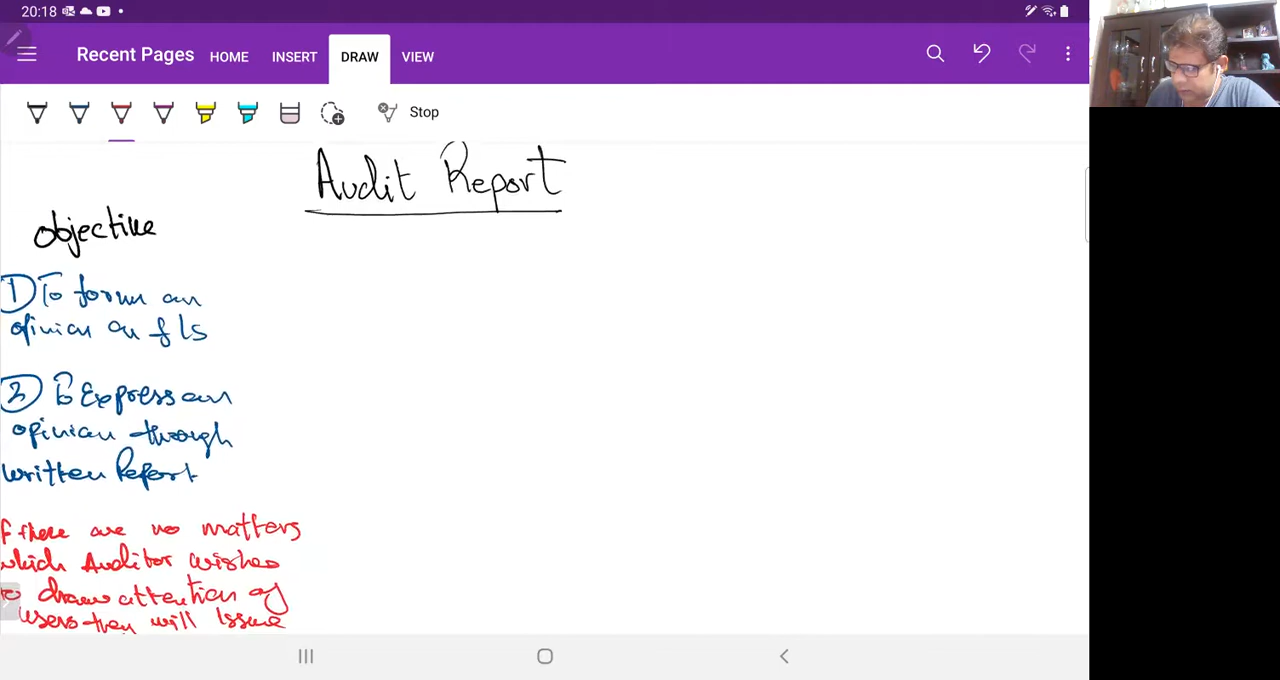 20:18
Recent Pages HOME INSERT DRAW VIEW
Stop
Audit Report
objective
1) To form an
opinion on f/s
2) To Express an
opinion through
written Report
f there are no matters
which Auditor wishes
to draw attention of
users they will Issue